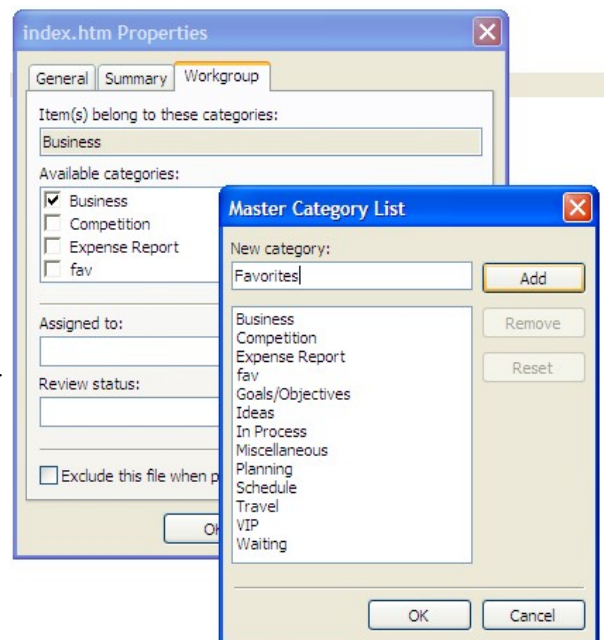 index.htm Properties
General Summary Workgroup
Item(s) belong to these categories:
Business
Available categories:
Business
Competition
Expense Report
fav
Assigned to:
Review status:
Exclude this file when p
Master Category List
New category:
Favorites
Add
Business
Competition
Expense Report
fav
Goals/Objectives
Ideas
In Process
Miscellaneous
Planning
Schedule
Travel
VIP
Waiting
Remove
Reset
OK Cancel